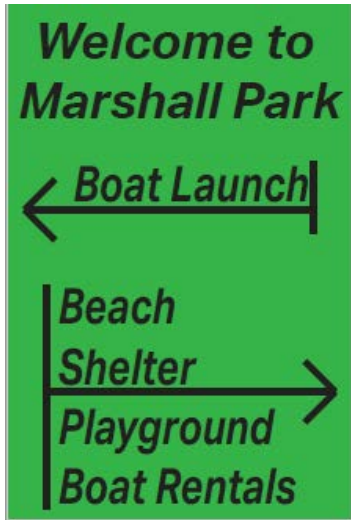 Welcome to
Marshall Park
Boat Launch
Beach
Shelter
Playground
Boat Rentals